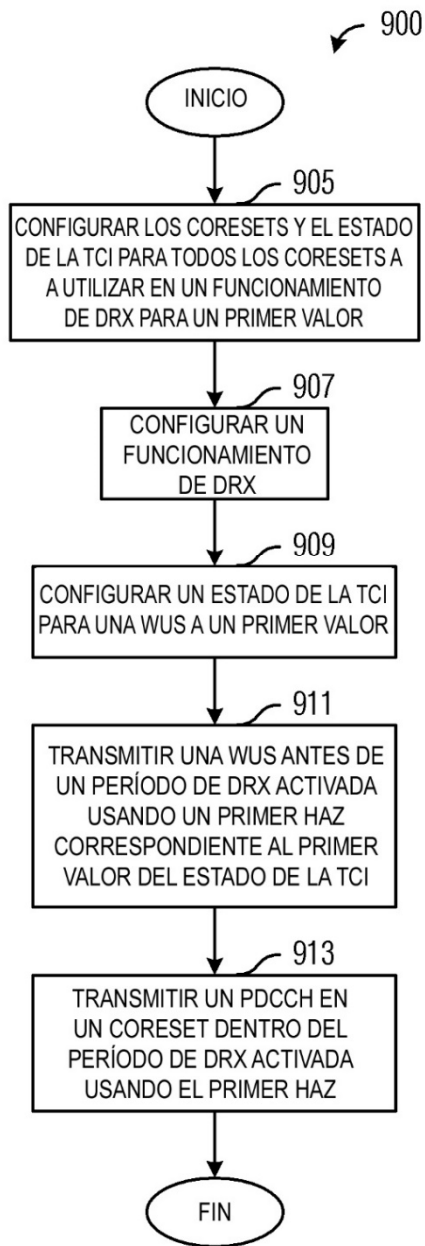 900
INICIO
905
CONFIGURAR LOS CORESETS Y EL ESTADO
DE LA TCI PARA TODOS LOS CORESETS A
A UTILIZAR EN UN FUNCIONAMIENTO
DE DRX PARA UN PRIMER VALOR
907
CONFIGURAR UN
FUNCIONAMIENTO
DE DRX
909
CONFIGURAR UN ESTADO DE LA TCI
PARA UNA WUS A UN PRIMER VALOR
911
TRANSMITIR UNA WUS ANTES DE
UN PERÍODO DE DRX ACTIVADA
USANDO UN PRIMER HAZ
CORRESPONDIENTE AL PRIMER
VALOR DEL ESTADO DE LA TCI
913
TRANSMITIR UN PDCCH EN
UN CORESET DENTRO DEL
PERÍODO DE DRX ACTIVADA
USANDO EL PRIMER HAZ
FIN